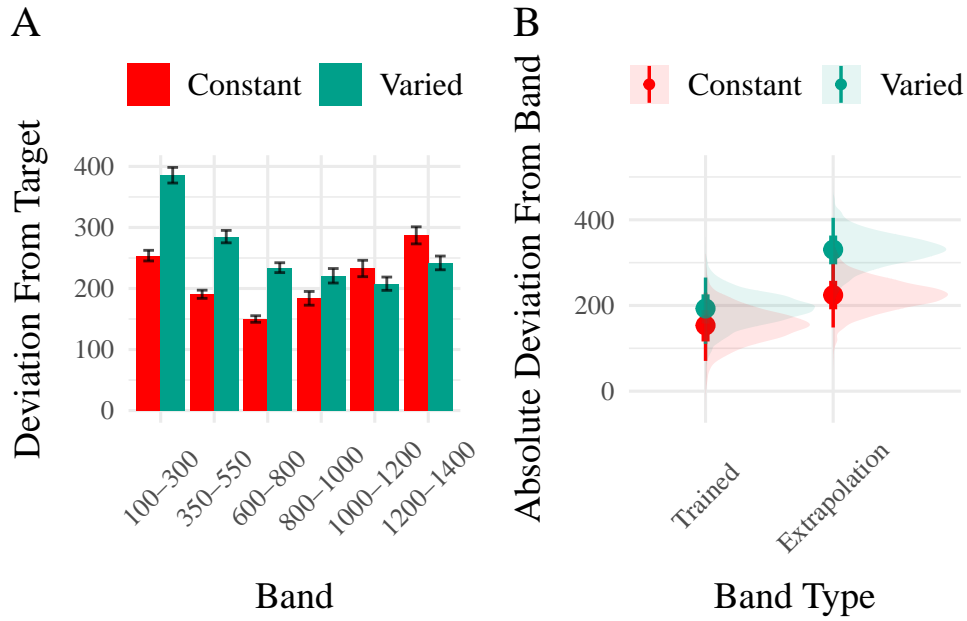 A
Constant
Varied
Deviation From Target
400
300
200
100
0
100–300
350–550
600–800
800–1000
1000–1200
1200–1400
Band
B
Constant
Varied
Absolute Deviation From Band
400
200
0
Trained
Extrapolation
Band Type